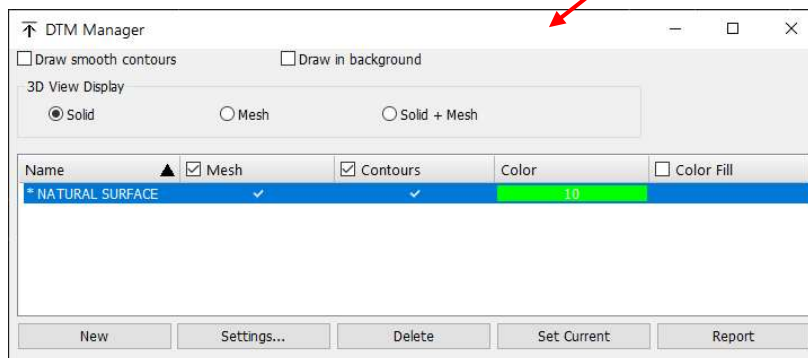 DTM Manager
Draw smooth contours Draw in background
3D View Display
Solid Mesh Solid + Mesh
Name Mesh Contours Color Color Fill
* NATURAL SURFACE 10
New Settings... Delete Set Current Report